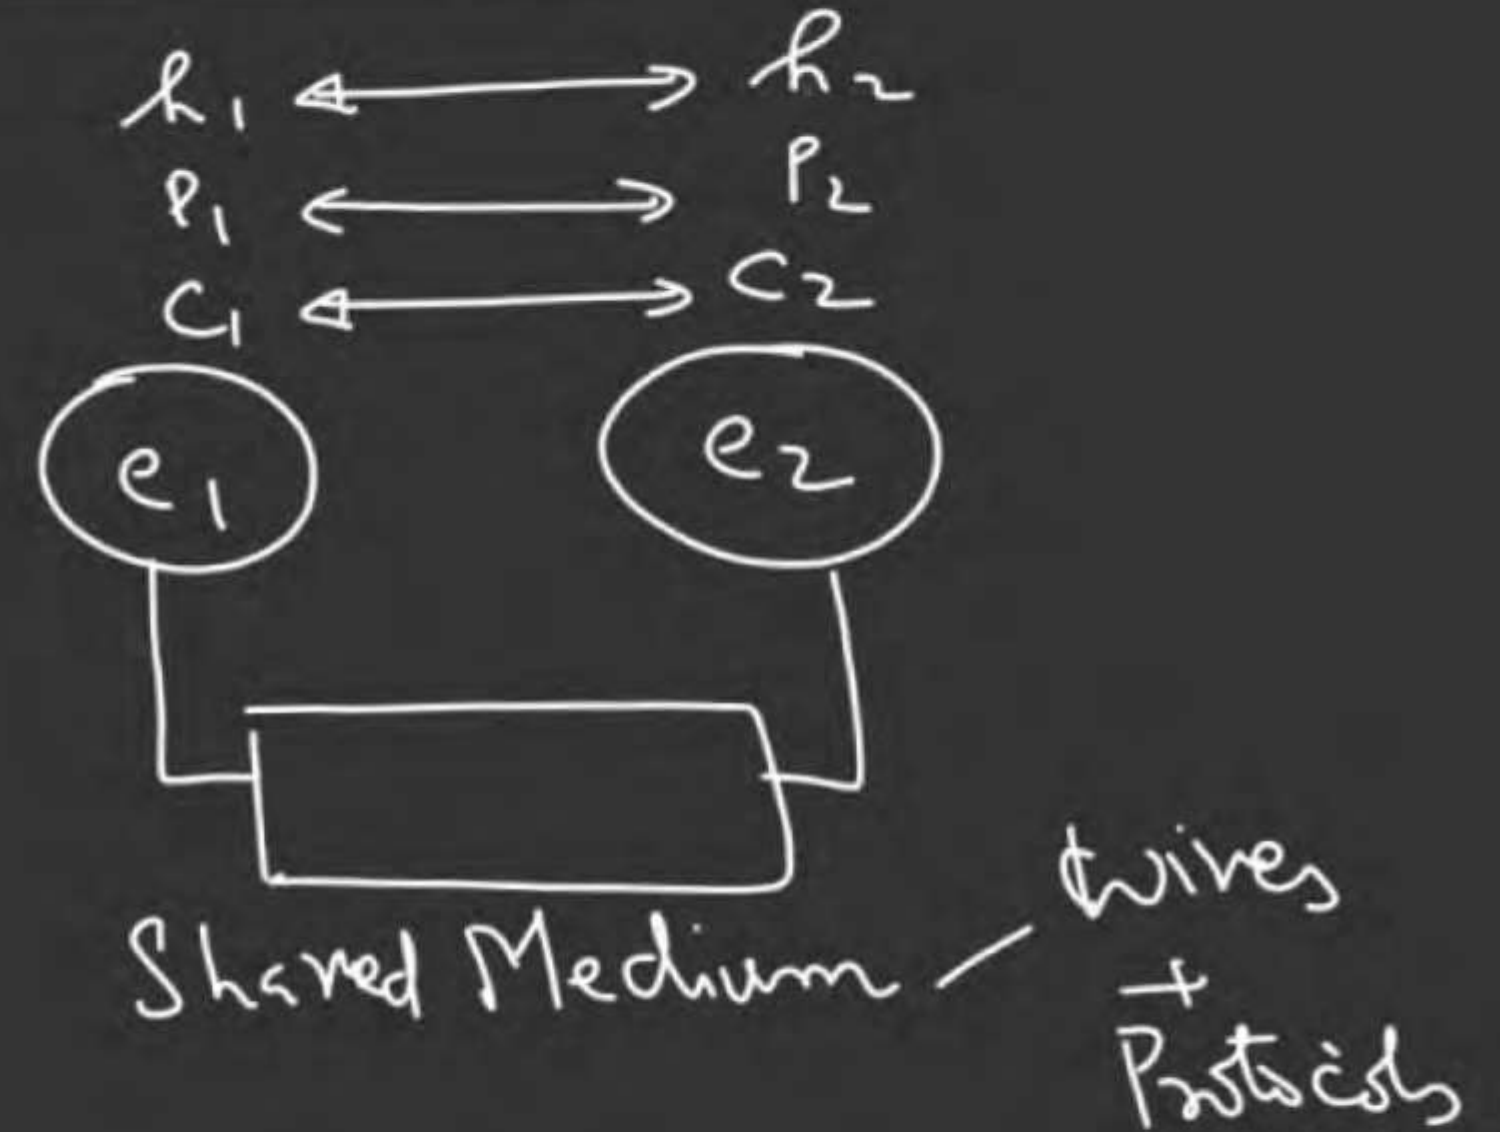 h1 ↔ h2
P1 ↔ P2
C1 ↔ C2
e1 e2
Shared Medium — wires
+
Protocols